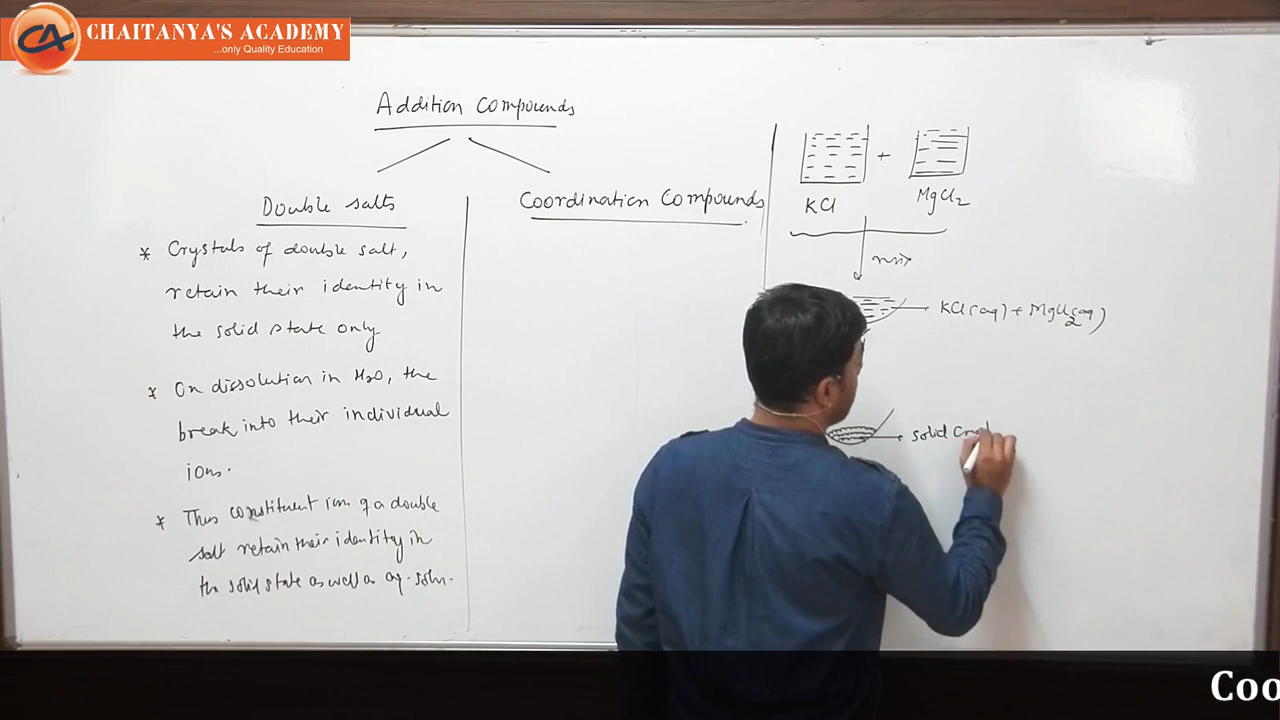 CHAITANYA'S ACADEMY
...only Quality Education
CA
Addition Compounds
Double salts
* Crystals of double salt,
retain their identity in
the solid state only
* On dissolution in H2O, the
break into their individual
ions.
* Thus constituent ions of a double
salt retain their identity in
the solid state as well as aq. soln.
Coordination Compounds
KCl + MgCl2
mix
KCl(aq) + MgCl2(aq)
solid
Coo